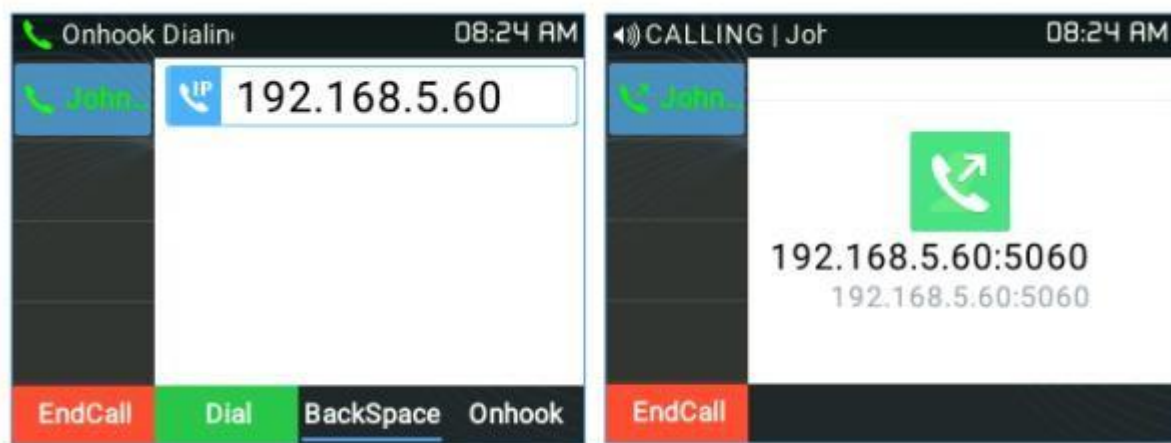 Onhook Dialin
08:24 AM
John...
IP
192.168.5.60
EndCall
Dial
BackSpace
Onhook
CALLING | Joh
08:24 AM
John...
192.168.5.60:5060
192.168.5.60:5060
EndCall